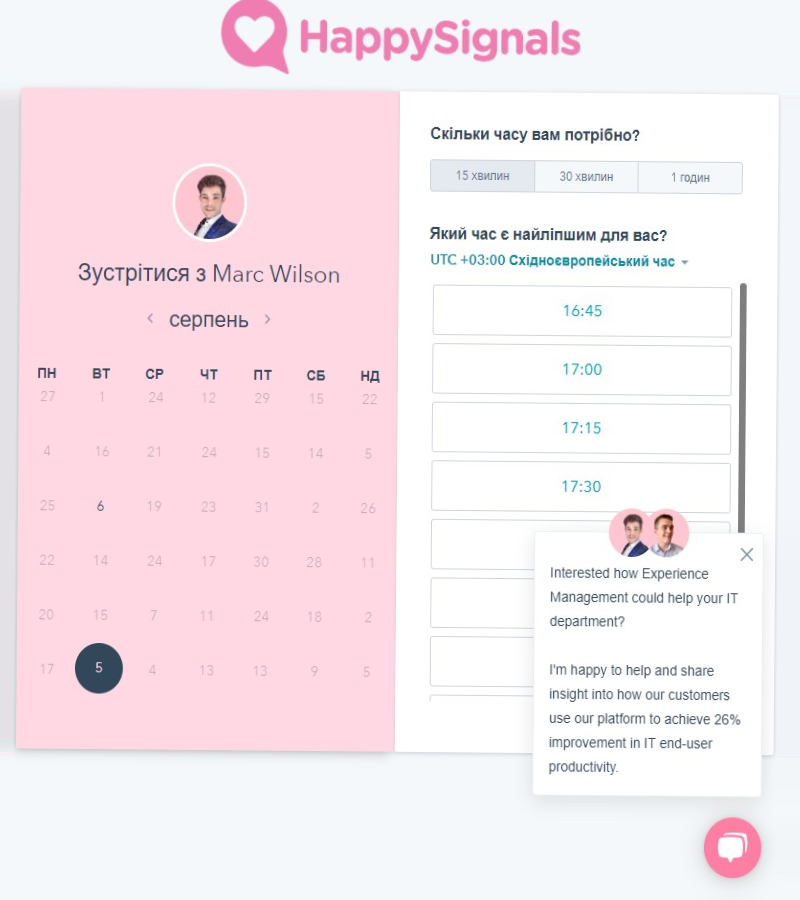 HappySignals
Зустрітися з Marc Wilson
серпень
ПН ВТ СР ЧТ ПТ СБ НД
27 1 24 12 29 15 22
4 16 21 24 15 14 5
25 6 19 23 31 2 26
22 14 24 17 30 28 11
20 15 7 11 24 18 2
17 5 4 13 13 9 5
Скільки часу вам потрібно?
15 хвилин 30 хвилин 1 годин
Який час є найліпшим для вас?
UTC +03:00 Східноєвропейський час
16:45
17:00
17:15
17:30
Interested how Experience
Management could help your IT
department?
I'm happy to help and share
insight into how our customers
use our platform to achieve 26%
improvement in IT end-user
productivity.